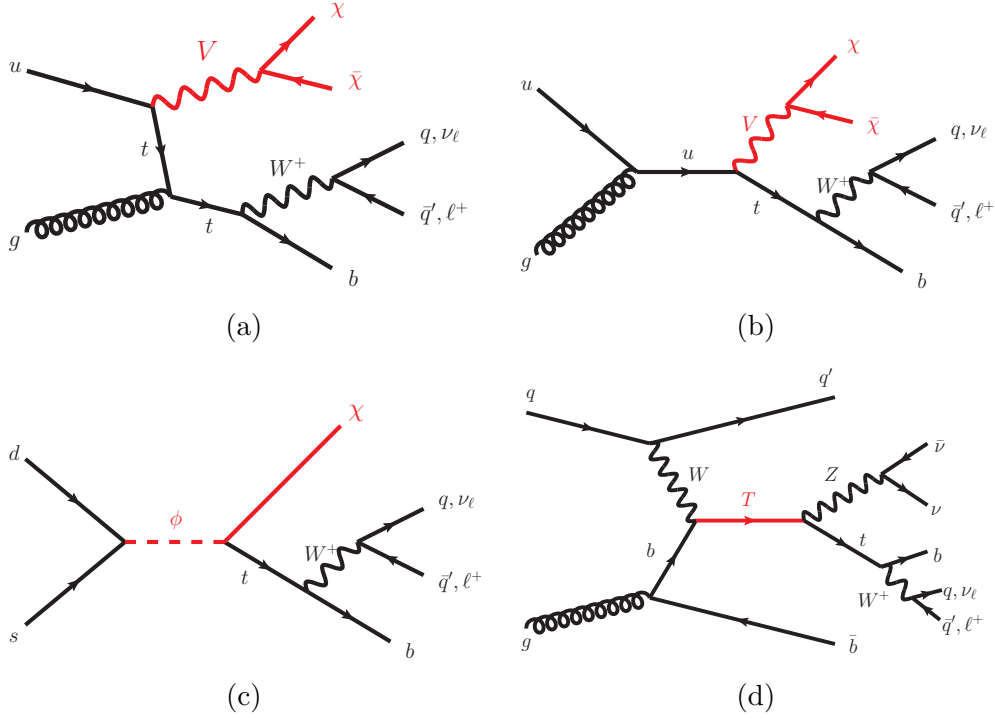 χ
V
u
χ̄
t
q, ν_ℓ
W⁺
q̄′, ℓ⁺
g
t
b
(a)
χ
u
V
χ̄
q, ν_ℓ
u
W⁺
t
q̄′, ℓ⁺
g
b
(b)
χ
d
q, ν_ℓ
ϕ
W⁺
t
q̄′, ℓ⁺
s
b
(c)
q′
q
ν̄
W
Z
T
ν
b
t
b
W⁺
q, ν_ℓ
q̄′, ℓ⁺
g
b̄
(d)